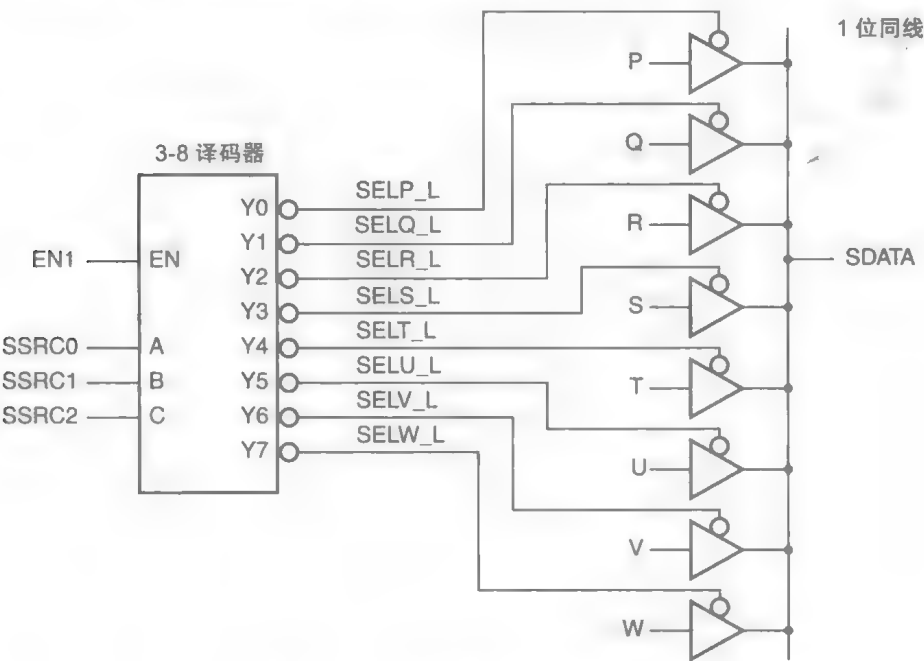 1 位同线
P
Q
3-8 译码器
SELP_L
Y0
SELQ_L
Y1
R
EN1
EN
SELR_L
Y2
SDATA
SELS_L
Y3
S
SELT_L
SSRC0
A
Y4
SELU_L
SSRC1
B
Y5
T
SELV_L
SSRC2
C
Y6
SELW_L
Y7
U
V
W